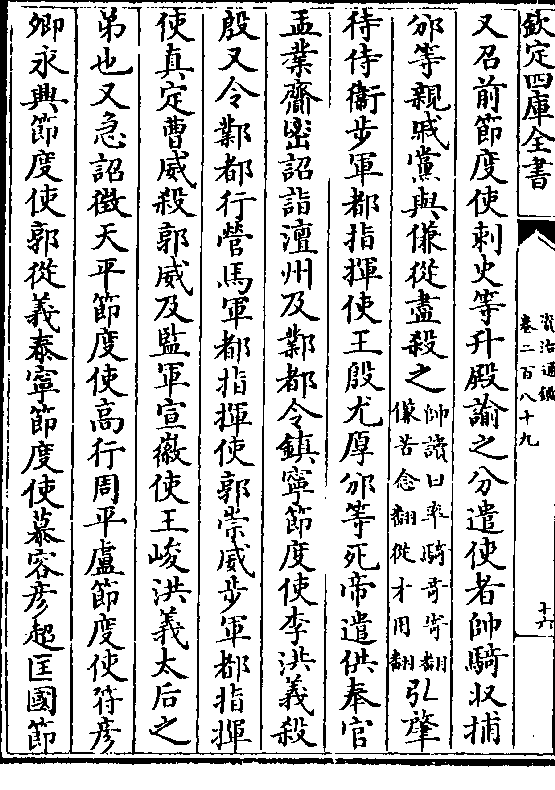 欽定四庫全書
資治通鑑
卷二百八十九
十六
又召前節度使刺史等升殿諭之分遣使者帥騎収捕
邠等親戚黨與傔從盡殺之帥讀曰率騎奇寄翻傔苦念翻從才用翻弘肇
待侍衞步軍都指揮使王殷尤厚邠等死帝遣供奉官
孟業齎密詔詣澶州及鄴都令鎮寧節度使李洪義殺
殷又令鄴都行營馬軍都指揮使郭崇威步軍都指揮
使真定曹威殺郭威及監軍宣徽使王峻洪義太后之
弟也又急詔徵天平節度使高行周平盧節度使符彦
卿永興節度使郭從義泰寧節度使慕容彦超匡國節